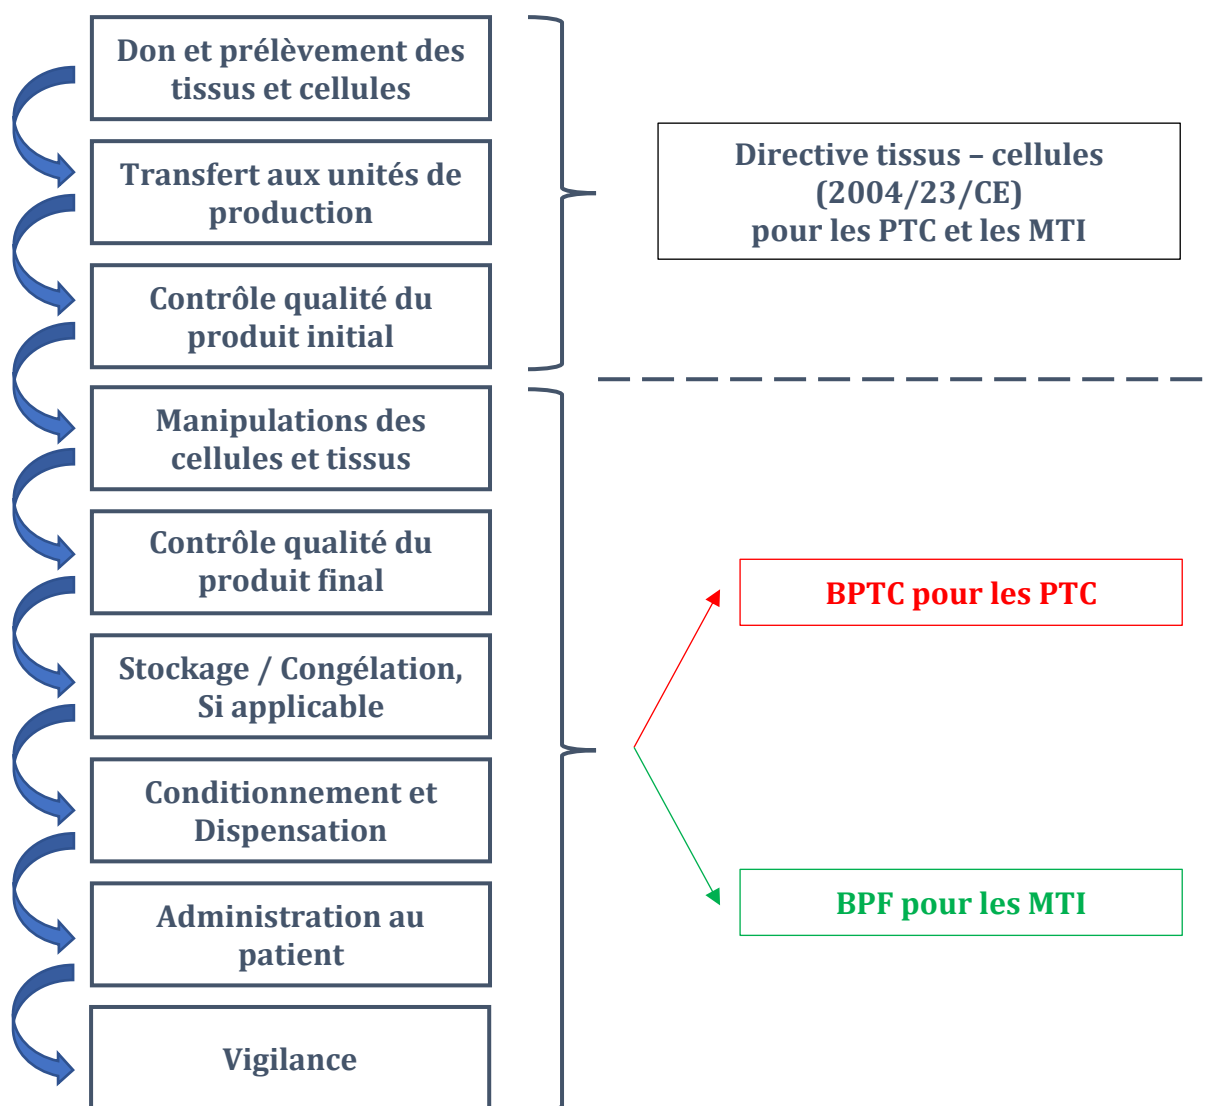 Don et prélèvement des
tissus et cellules
Transfert aux unités de
production
Contrôle qualité du
produit initial
Manipulations des
cellules et tissus
Contrôle qualité du
produit final
Stockage / Congélation,
Si applicable
Conditionnement et
Dispensation
Administration au
patient
Vigilance
Directive tissus – cellules
(2004/23/CE)
pour les PTC et les MTI
BPTC pour les PTC
BPF pour les MTI